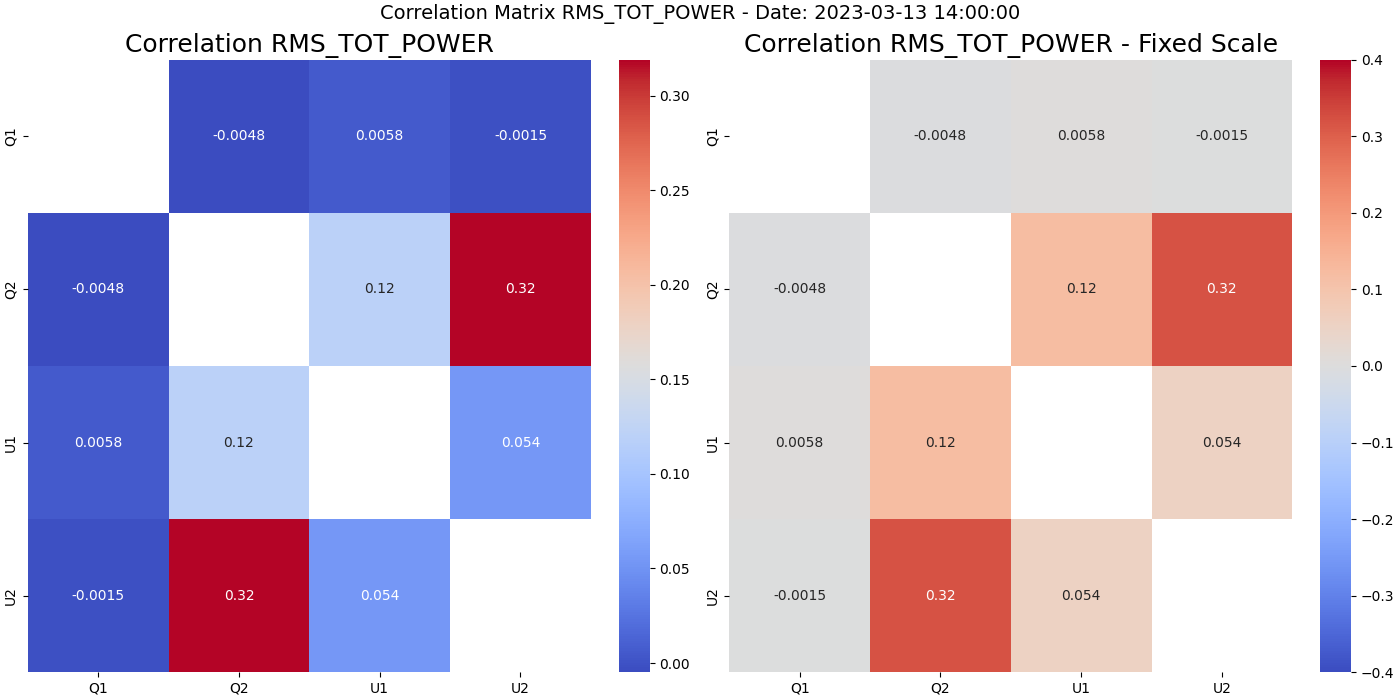 Correlation Matrix RMS_TOT_POWER - Date: 2023-03-13 14:00:00
Correlation RMS_TOT_POWER
Q1
-0.0048
0.0058
-0.0015
Q2
-0.0048
0.12
0.32
U1
0.0058
0.12
0.054
U2
-0.0015
0.32
0.054
Q1
Q2
U1
U2
0.30
0.25
0.20
0.15
0.10
0.05
0.00
Correlation RMS_TOT_POWER - Fixed Scale
Q1
-0.0048
0.0058
-0.0015
Q2
-0.0048
0.12
0.32
U1
0.0058
0.12
0.054
U2
-0.0015
0.32
0.054
Q1
Q2
U1
U2
0.4
0.3
0.2
0.1
0.0
−0.1
−0.2
−0.3
−0.4